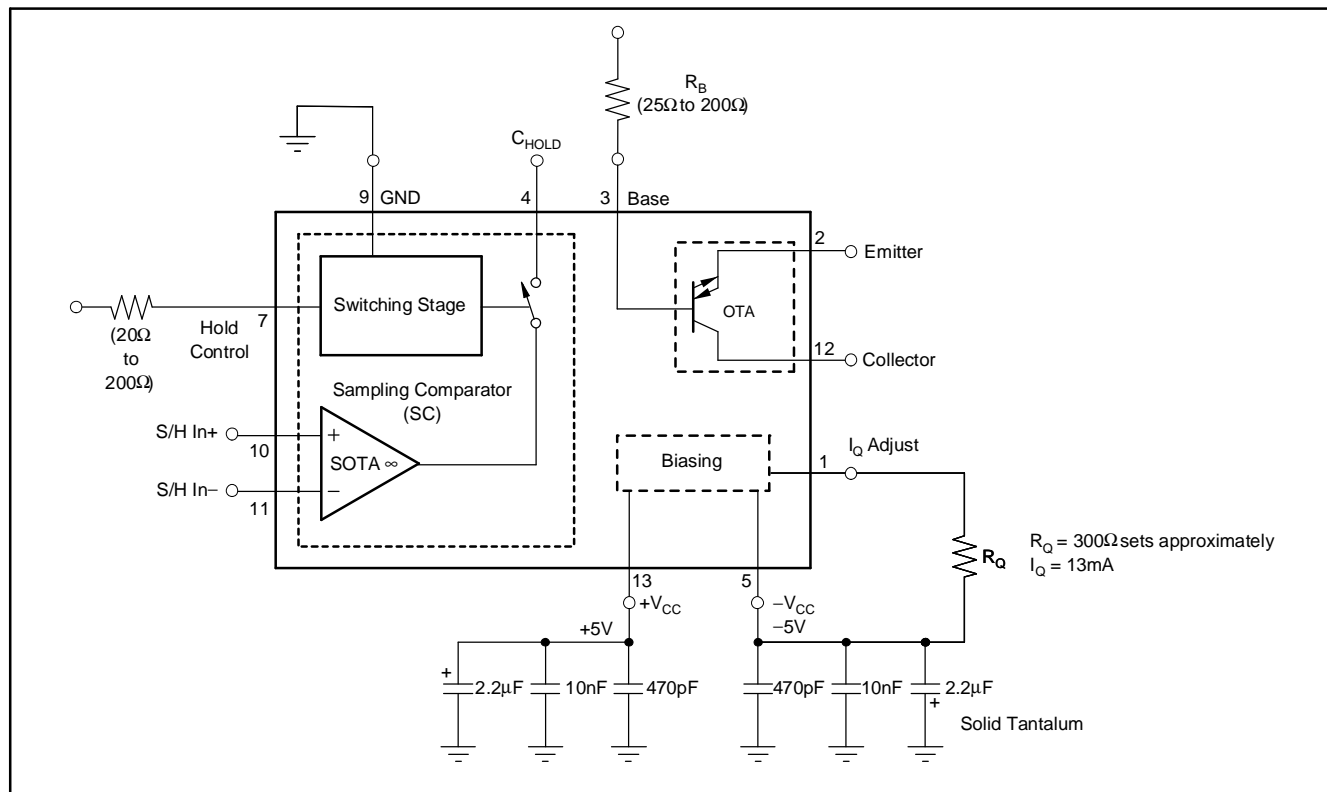 R_B
(25Ω to 200Ω)
C_HOLD
9 GND
4
3 Base
2
Emitter
Switching Stage
OTA
7
Hold
Control
(20Ω
to
200Ω)
12
Collector
Sampling Comparator
(SC)
S/H In+
10
+
SOTA ∞
−
S/H In−
11
Biasing
1
I_Q Adjust
R_Q
R_Q = 300Ω sets approximately
I_Q = 13mA
13
5
+V_CC
−V_CC
+5V
−5V
+
2.2µF
10nF
470pF
470pF
10nF
2.2µF
+
Solid Tantalum